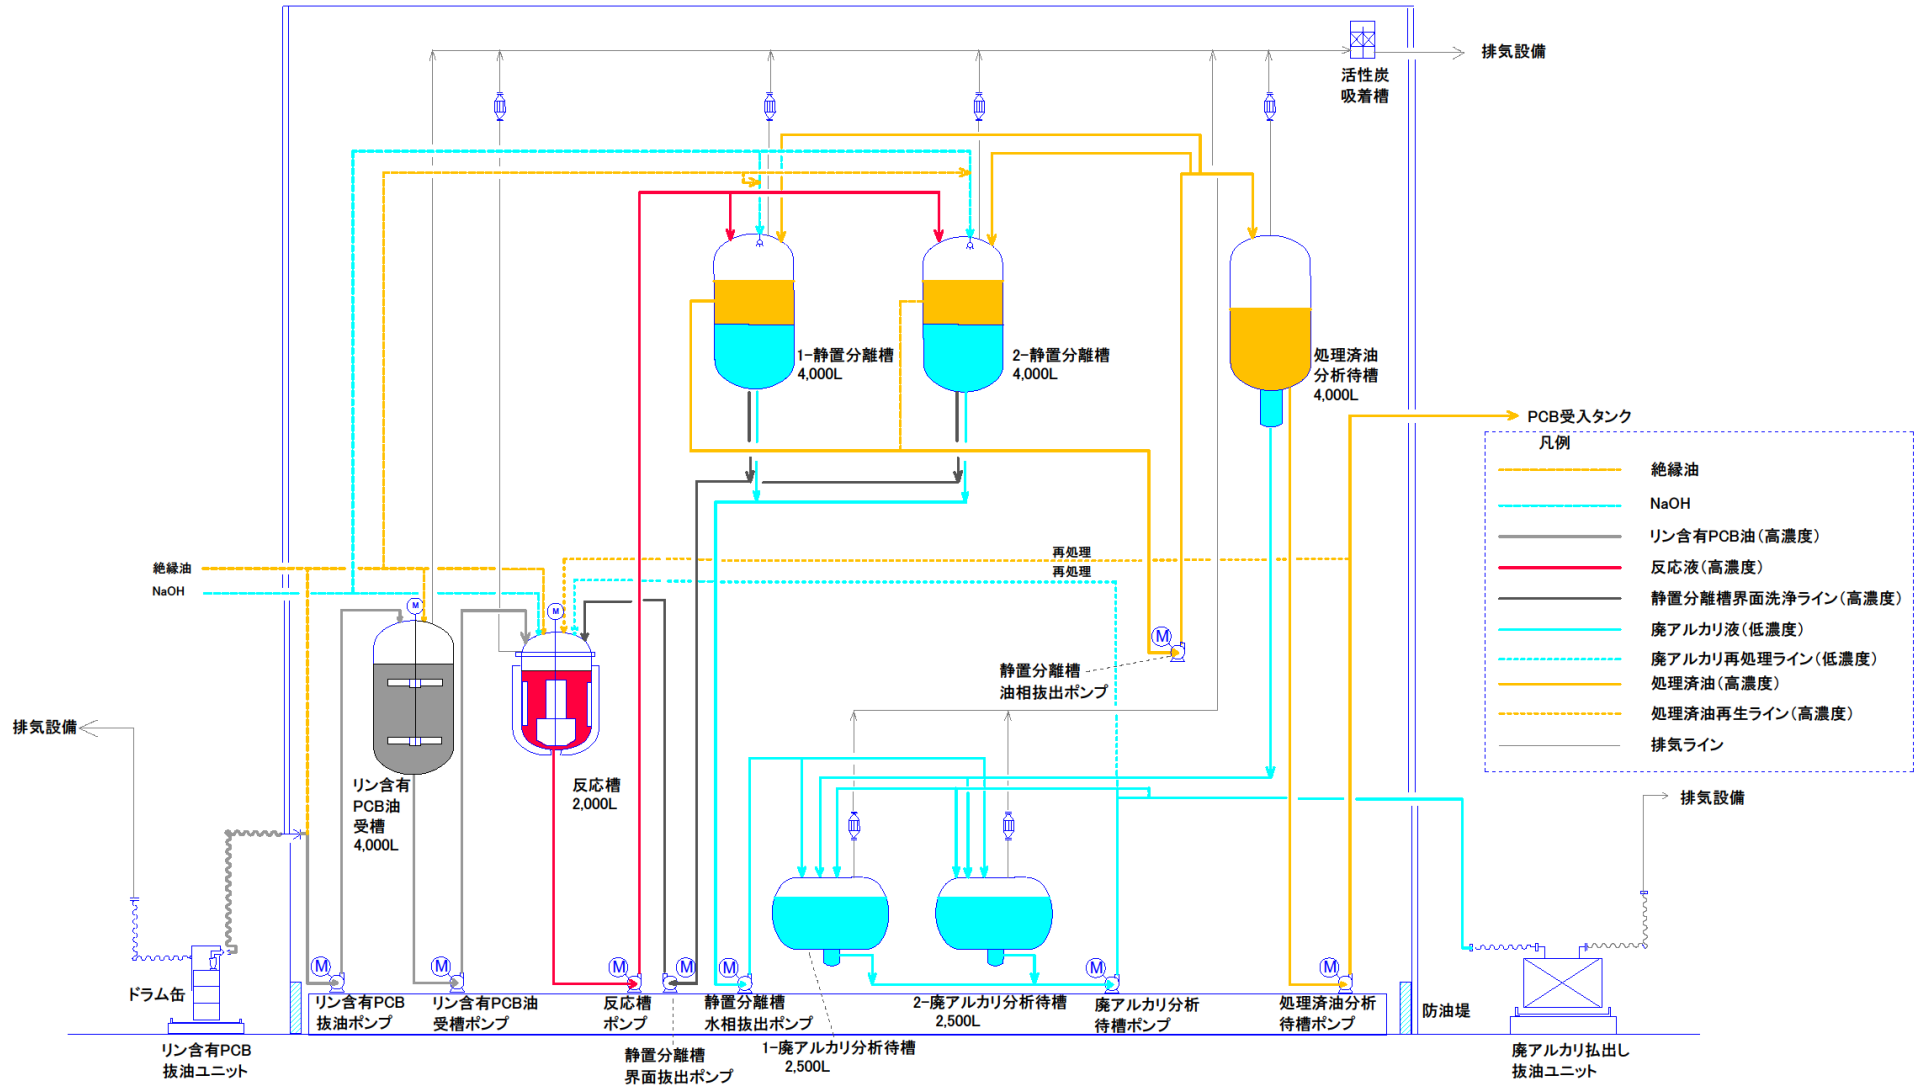 排気設備
活性炭
吸着槽
1-静置分離槽
4,000L
2-静置分離槽
4,000L
処理済油
分析待槽
4,000L
PCB受入タンク
凡例
絶縁油
NaOH
リン含有PCB油(高濃度)
反応液(高濃度)
静置分離槽界面洗浄ライン(高濃度)
廃アルカリ液(低濃度)
廃アルカリ再処理ライン(低濃度)
処理済油(高濃度)
処理済油再生ライン(高濃度)
排気ライン
再処理
再処理
絶縁油
NaOH
M
M
M
静置分離槽
油相抜出ポンプ
排気設備
リン含有
PCB油
受槽
4,000L
反応槽
2,000L
排気設備
M
M
M
M
M
M
M
ドラム缶
リン含有PCB
抜油ポンプ
リン含有PCB油
受槽ポンプ
反応槽
ポンプ
静置分離槽
水相抜出ポンプ
2-廃アルカリ分析待槽
2,500L
廃アルカリ分析
待槽ポンプ
処理済油分析
待槽ポンプ
防油堤
リン含有PCB
抜油ユニット
静置分離槽
界面抜出ポンプ
1-廃アルカリ分析待槽
2,500L
廃アルカリ払出し
抜油ユニット